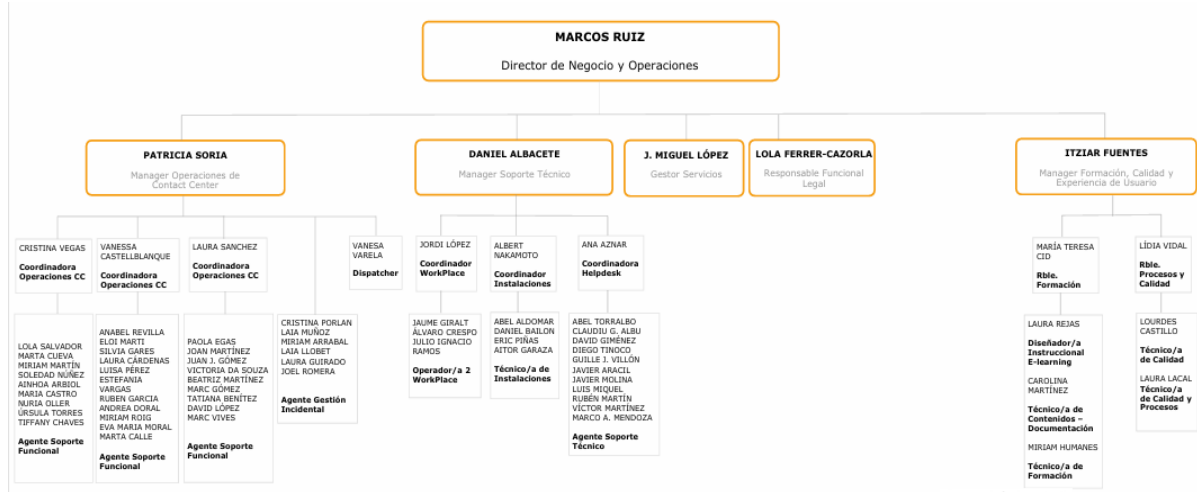 MARCOS RUIZ
Director de Negocio y Operaciones
PATRICIA SORIA
Manager Operaciones de
Contact Center
DANIEL ALBACETE
Manager Soporte Técnico
J. MIGUEL LÓPEZ
Gestor Servicios
LOLA FERRER-CAZORLA
Responsable Funcional
Legal
ITZIAR FUENTES
Manager Formación, Calidad y
Experiencia de Usuario
CRISTINA VEGAS
Coordinadora
Operaciones CC
VANESSA
CASTELLBLANQUE
Coordinadora
Operaciones CC
LAURA SANCHEZ
Coordinadora
Operaciones CC
VANESA
VARELA
Dispatcher
JORDI LÓPEZ
Coordinador
WorkPlace
ALBERT
NAKAMOTO
Coordinador
Instalaciones
ANA AZNAR
Coordinadora
Helpdesk
MARÍA TERESA
CID
Rble.
Formación
LÍDIA VIDAL
Rble.
Procesos y
Calidad
LOLA SALVADOR
MARTA CUEVA
MIRIAM MARTÍN
SOLEDAD NÚÑEZ
AINHOA ARBIOL
MARIA CASTRO
NURIA OLLER
ÚRSULA TORRES
TIFFANY CHAVES
Agente Soporte
Funcional
ANABEL REVILLA
ELOI MARTI
SILVIA GARES
LAURA CÁRDENAS
LUISA PÉREZ
ESTEFANIA
VARGAS
RUBEN GARCIA
ANDREA DORAL
MIRIAM ROIG
EVA MARIA MORAL
MARTA CALLE
Agente Soporte
Funcional
PAOLA EGAS
JOAN MARTÍNEZ
JUAN J. GÓMEZ
VICTORIA DA SOUZA
BEATRIZ MARTÍNEZ
MARC GÓMEZ
TATIANA BENÍTEZ
DAVID LÓPEZ
MARC VIVES
Agente Soporte
Funcional
CRISTINA PORLAN
LAIA MUÑOZ
MIRIAM ARRABAL
LAIA LLOBET
LAURA GUIRADO
JOEL ROMERA
Agente Gestión
Incidental
JAUME GIRALT
ÁLVARO CRESPO
JULIO IGNACIO
RAMOS
Operador/a 2
WorkPlace
ABEL ALDOMAR
DANIEL BAILON
ERIC PIÑAS
AITOR GARAZA
Técnico/a de
Instalaciones
ABEL TORRALBO
CLAUDIU G. ALBU
DAVID GIMÉNEZ
DIEGO TINOCO
GUILLE J. VILLÓN
JAVIER ARACIL
JAVIER MOLINA
LUIS MIQUEL
RUBÉN MARTÍN
VÍCTOR MARTÍNEZ
MARCO A. MENDOZA
Agente Soporte
Técnico
LAURA REJAS
Diseñador/a
Instruccional
E-learning
CAROLINA
MARTÍNEZ
Técnico/a de
Contenidos –
Documentación
MIRIAM HUMANES
Técnico/a de
Formación
LOURDES
CASTILLO
Técnico/a
de Calidad
LAURA LACAL
Técnico/a
de Calidad y
Procesos